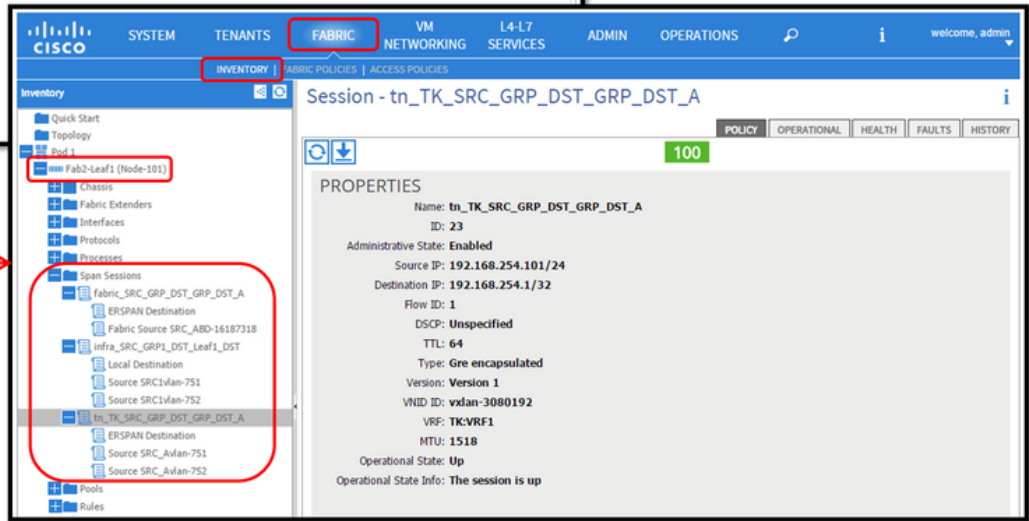 CISCO
SYSTEM
TENANTS
FABRIC
VM NETWORKING
L4-L7 SERVICES
ADMIN
OPERATIONS
i
welcome, admin
INVENTORY | FABRIC POLICIES | ACCESS POLICIES
Inventory
Quick Start
Topology
Pod 1
Fab2-Leaf1 (Node-101)
Chassis
Fabric Extenders
Interfaces
Protocols
Processes
Span Sessions
fabric_SRC_GRP_DST_GRP_DST_A
ERSPAN Destination
Fabric Source SRC_ABD-16187318
infra_SRC_GRP1_DST_Leaf1_DST
Local Destination
Source SRC1vlan-751
Source SRC1vlan-752
tn_TK_SRC_GRP_DST_GRP_DST_A
ERSPAN Destination
Source SRC_Avlan-751
Source SRC_Avlan-752
Pools
Rules
Session - tn_TK_SRC_GRP_DST_GRP_DST_A
i
POLICY
OPERATIONAL
HEALTH
FAULTS
HISTORY
100
PROPERTIES
Name: tn_TK_SRC_GRP_DST_GRP_DST_A
ID: 23
Administrative State: Enabled
Source IP: 192.168.254.101/24
Destination IP: 192.168.254.1/32
Flow ID: 1
DSCP: Unspecified
TTL: 64
Type: Gre encapsulated
Version: Version 1
VNID ID: vxlan-3080192
VRF: TK:VRF1
MTU: 1518
Operational State: Up
Operational State Info: The session is up